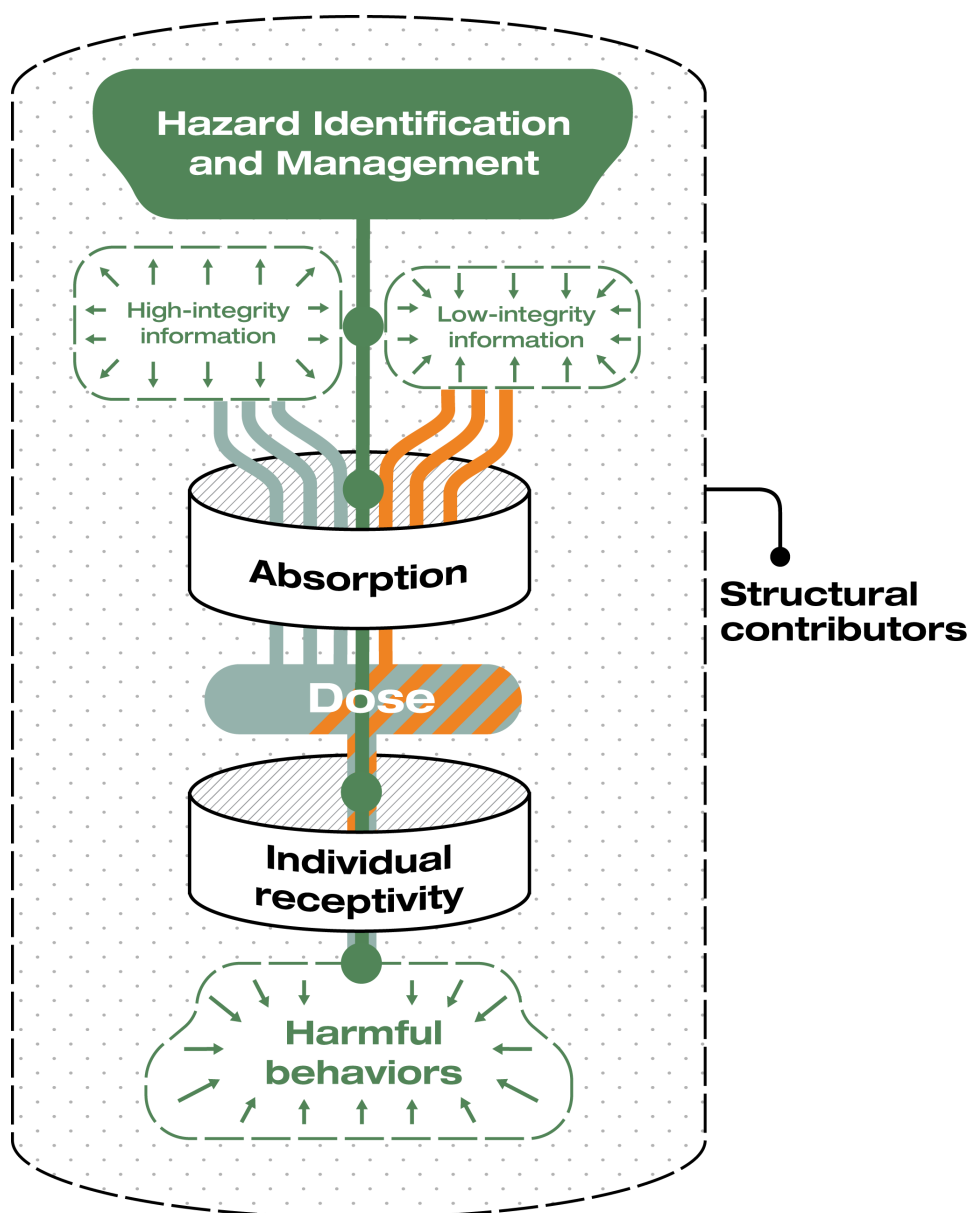 Hazard Identification
and Management
High-integrity
information
Low-integrity
information
Absorption
Structural
contributors
Dose
Individual
receptivity
Harmful
behaviors